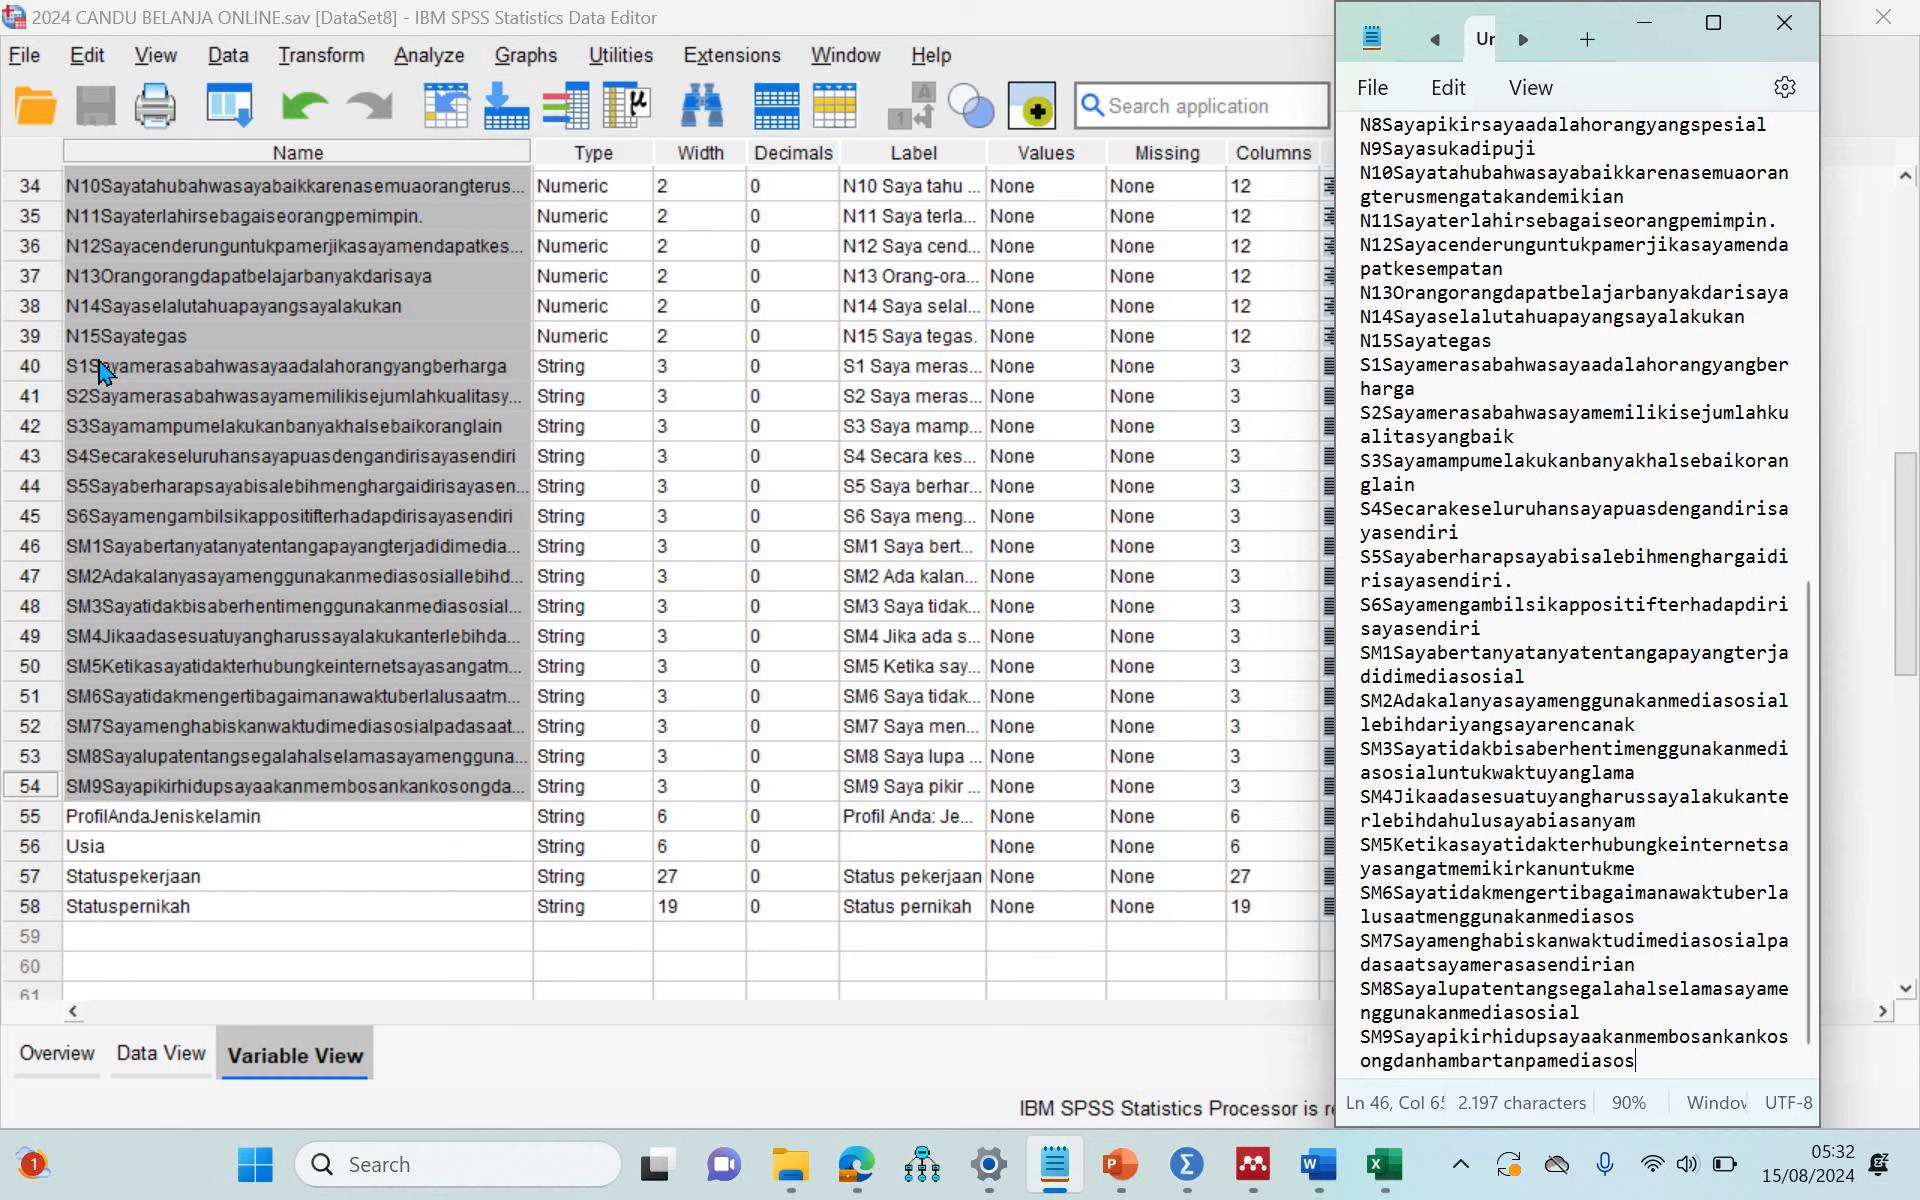 2024 CANDU BELANJA ONLINE.sav [DataSet8] - IBM SPSS Statistics Data Editor
File Edit View Data Transform Analyze Graphs Utilities Extensions Window Help
Search application
Name Type Width Decimals Label Values Missing Columns
34 N10Sayatahubahwasayabaikkarenasemuaorangterus... Numeric 2 0 N10 Saya tahu ... None None 12
35 N11Sayaterlahirsebagaiseorangpemimpin. Numeric 2 0 N11 Saya terla... None None 12
36 N12Sayacenderunguntukpamerjikasayamendapatkes... Numeric 2 0 N12 Saya cend... None None 12
37 N13Orangorangdapatbelajarbanyakdarisaya Numeric 2 0 N13 Orang-ora... None None 12
38 N14Sayaselalutahuapayangsayalakukan Numeric 2 0 N14 Saya selal... None None 12
39 N15Sayategas Numeric 2 0 N15 Saya tegas. None None 12
40 S1Sayamerasabahwasayaadalahorangyangberharga String 3 0 S1 Saya meras... None None 3
41 S2Sayamerasabahwasayamemilikisejumlahkualitasy... String 3 0 S2 Saya meras... None None 3
42 S3Sayamampumelakukanbanyakhalsebaikoranglain String 3 0 S3 Saya mamp... None None 3
43 S4Secarakeseluruhansayapuasdengandirisayasendiri String 3 0 S4 Secara kes... None None 3
44 S5Sayaberharapsayabisalebihmenghargaidirisayasen... String 3 0 S5 Saya berhar... None None 3
45 S6Sayamengambilsikappositifterhadapdirisayasendiri String 3 0 S6 Saya meng... None None 3
46 SM1Sayabertanyatanyatentangapayangterjadidimedia... String 3 0 SM1 Saya bert... None None 3
47 SM2Adakalanyasayamenggunakanmediasosiallebihd... String 3 0 SM2 Ada kalan... None None 3
48 SM3Sayatidakbisaberhentimenggunakanmediasosial... String 3 0 SM3 Saya tidak... None None 3
49 SM4Jikaadasesuatuyangharussayalakukanterlebihda... String 3 0 SM4 Jika ada s... None None 3
50 SM5Ketikasayatidakterhubungkeinternetsayasangatm... String 3 0 SM5 Ketika say... None None 3
51 SM6Sayatidakmengertibagaimanawaktuberlalusaatm... String 3 0 SM6 Saya tidak... None None 3
52 SM7Sayamenghabiskanwaktudimediasosialpadasaat... String 3 0 SM7 Saya men... None None 3
53 SM8Sayalupatentangsegalahalselamasayamengguna... String 3 0 SM8 Saya lupa ... None None 3
54 SM9Sayapikirhidupsayaakanmembosankankosongda... String 3 0 SM9 Saya pikir ... None None 3
55 ProfilAndaJeniskelamin String 6 0 Profil Anda: Je... None None 6
56 Usia String 6 0 None None 6
57 Statuspekerjaan String 27 0 Status pekerjaan None None 27
58 Statuspernikah String 19 0 Status pernikah None None 19
59
60
61
Overview Data View Variable View
IBM SPSS Statistics Processor is r
Ur
File Edit View
N8Sayapikirsayaadalahorangyangspesial
N9Sayasukadipuji
N10Sayatahubahwasayabaikkarenasemuaoran
gterusmengatakandemikian
N11Sayaterlahirsebagaiseorangpemimpin.
N12Sayacenderunguntukpamerjikasayamenda
patkesempatan
N13Orangorangdapatbelajarbanyakdarisaya
N14Sayaselalutahuapayangsayalakukan
N15Sayategas
S1Sayamerasabahwasayaadalahorangyangber
harga
S2Sayamerasabahwasayamemilikisejumlahku
alitasyangbaik
S3Sayamampumelakukanbanyakhalsebaikoran
glain
S4Secarakeseluruhansayapuasdengandirisa
yasendiri
S5Sayaberharapsayabisalebihmenghargaidi
risayasendiri.
S6Sayamengambilsikappositifterhadapdiri
sayasendiri
SM1Sayabertanyatanyatentangapayangterja
didimediasosial
SM2Adakalanyasayamenggunakanmediasosial
lebihdariyangsayarencanak
SM3Sayatidakbisaberhentimenggunakanmedi
asosialuntukwaktuyanglama
SM4Jikaadasesuatuyangharussayalakukante
rlebihdahulusayabiasanyam
SM5Ketikasayatidakterhubungkeinternetsa
yasangatmemikirkanuntukme
SM6Sayatidakmengertibagaimanawaktuberla
lusaatmenggunakanmediasos
SM7Sayamenghabiskanwaktudimediasosialpa
dasaatsayamerasasendirian
SM8Sayalupatentangsegalahalselamasayame
nggunakanmediasosial
SM9Sayapikirhidupsayaakanmembosankankos
ongdanhambartanpamediasos
Ln 46, Col 65 2.197 characters 90% Window UTF-8
1 Search 05:32
15/08/2024